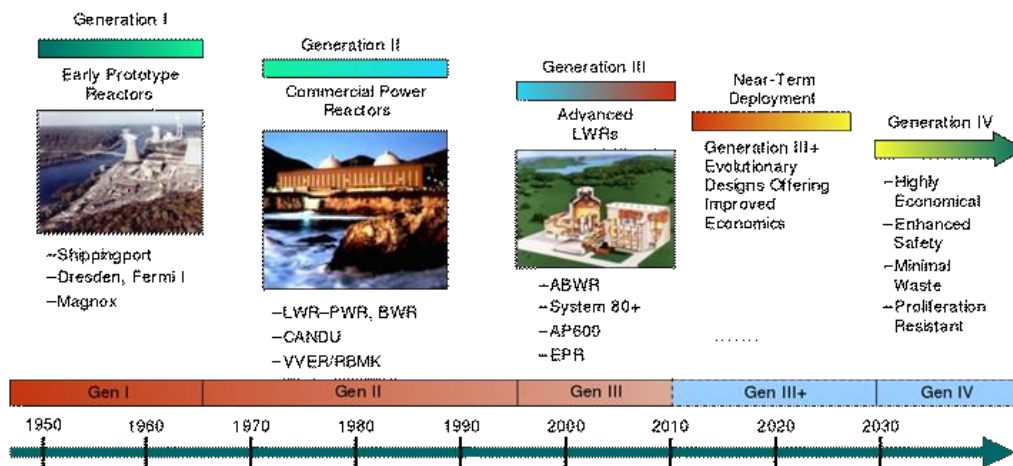 Generation I
Early Prototype
Reactors
–Shippingport
–Dresden, Fermi I
–Magnox
Generation II
Commercial Power
Reactors
–LWR–PWR, BWR
–CANDU
–VVER/RBMK
Generation III
Advanced
LWRs
–ABWR
–System 80+
–AP600
–EPR
Near-Term
Deployment
Generation III+
Evolutionary
Designs Offering
Improved
Economics
.......
Generation IV
–Highly
Economical
–Enhanced
Safety
–Minimal
Waste
–Proliferation
Resistant
Gen I Gen II Gen III Gen III+ Gen IV
1950 1960 1970 1980 1990 2000 2010 2020 2030